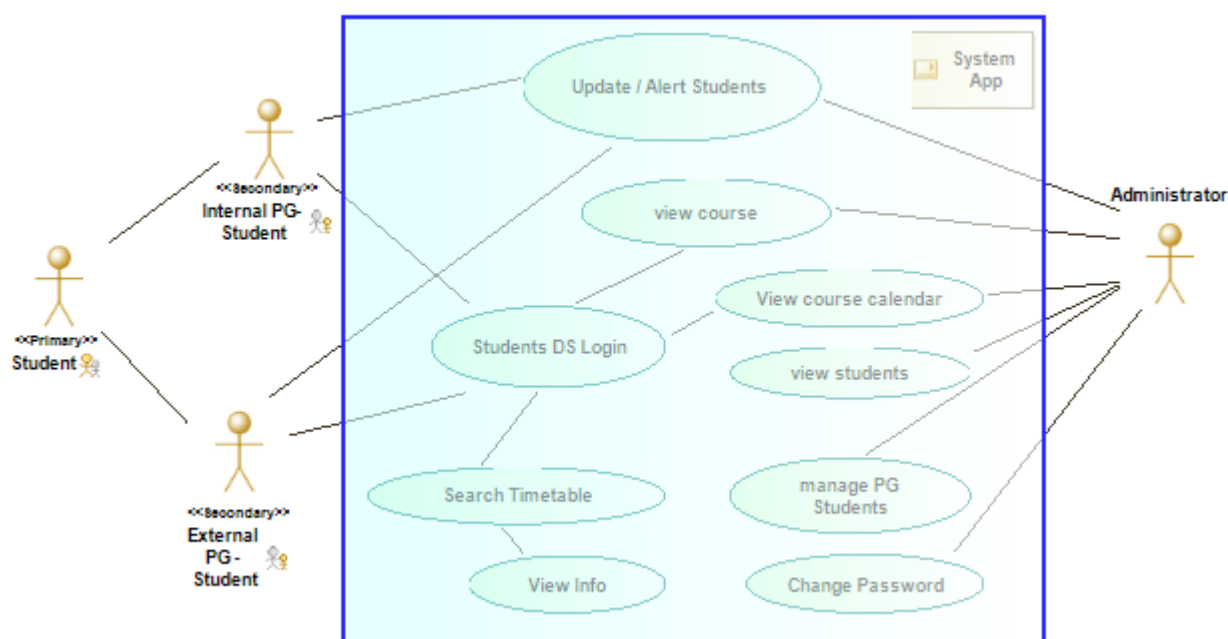 Update / Alert Students
System
App
<<Secondary>>
Internal PG-
Student
view course
Administrator
View course calendar
<<Primary>>
Student
Students DS Login
view students
Search Timetable
manage PG
Students
<<Secondary>>
External
PG -
Student
View Info
Change Password